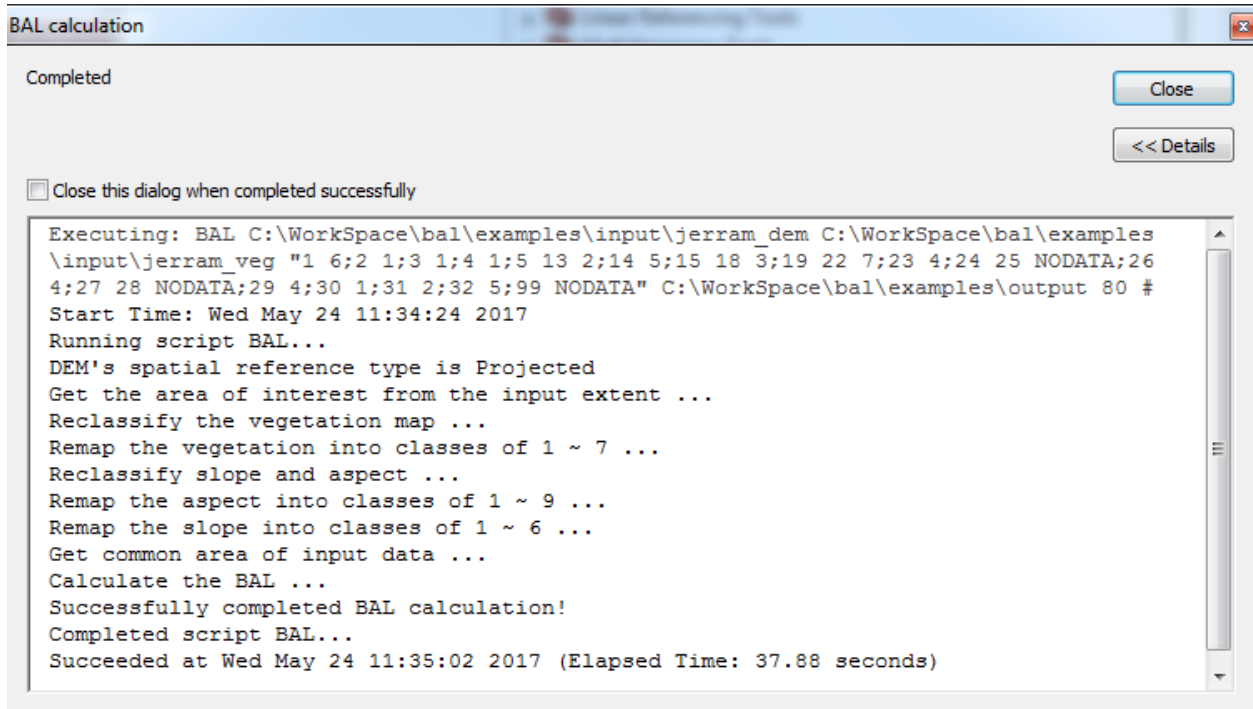 Linear Referencing Tools
BAL calculation
Completed
Close
<< Details
Close this dialog when completed successfully
Executing: BAL C:\WorkSpace\bal\examples\input\jerram_dem C:\WorkSpace\bal\examples
\input\jerram_veg "1 6;2 1;3 1;4 1;5 13 2;14 5;15 18 3;19 22 7;23 4;24 25 NODATA;26
4;27 28 NODATA;29 4;30 1;31 2;32 5;99 NODATA" C:\WorkSpace\bal\examples\output 80 #
Start Time: Wed May 24 11:34:24 2017
Running script BAL...
DEM's spatial reference type is Projected
Get the area of interest from the input extent ...
Reclassify the vegetation map ...
Remap the vegetation into classes of 1 ~ 7 ...
Reclassify slope and aspect ...
Remap the aspect into classes of 1 ~ 9 ...
Remap the slope into classes of 1 ~ 6 ...
Get common area of input data ...
Calculate the BAL ...
Successfully completed BAL calculation!
Completed script BAL...
Succeeded at Wed May 24 11:35:02 2017 (Elapsed Time: 37.88 seconds)